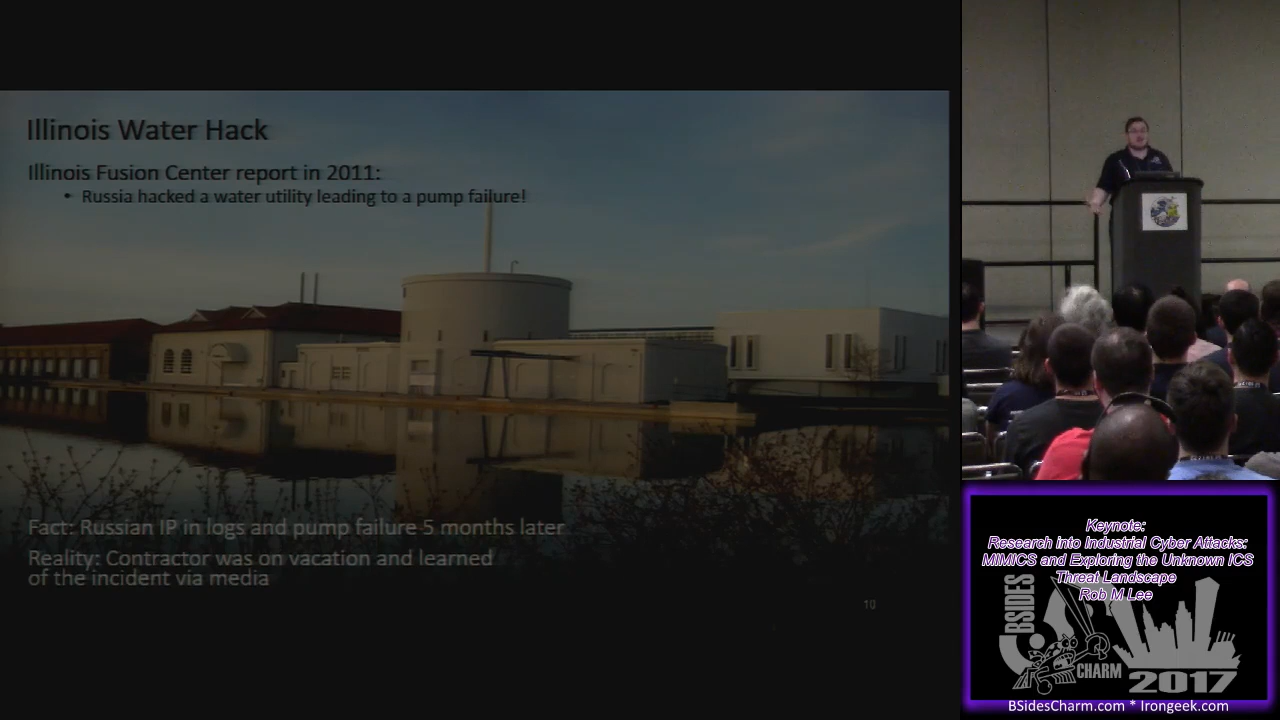 Illinois Water Hack
Illinois Fusion Center report in 2011:
• Russia hacked a water utility leading to a pump failure!
Fact: Russian IP in logs and pump failure 5 months later
Reality: Contractor was on vacation and learned
of the incident via media
10
Keynote:
Research into Industrial Cyber Attacks:
MIMICS and Exploring the Unknown ICS
Threat Landscape
Rob M Lee
BSIDES
CHARM
2017
BSidesCharm.com * Irongeek.com